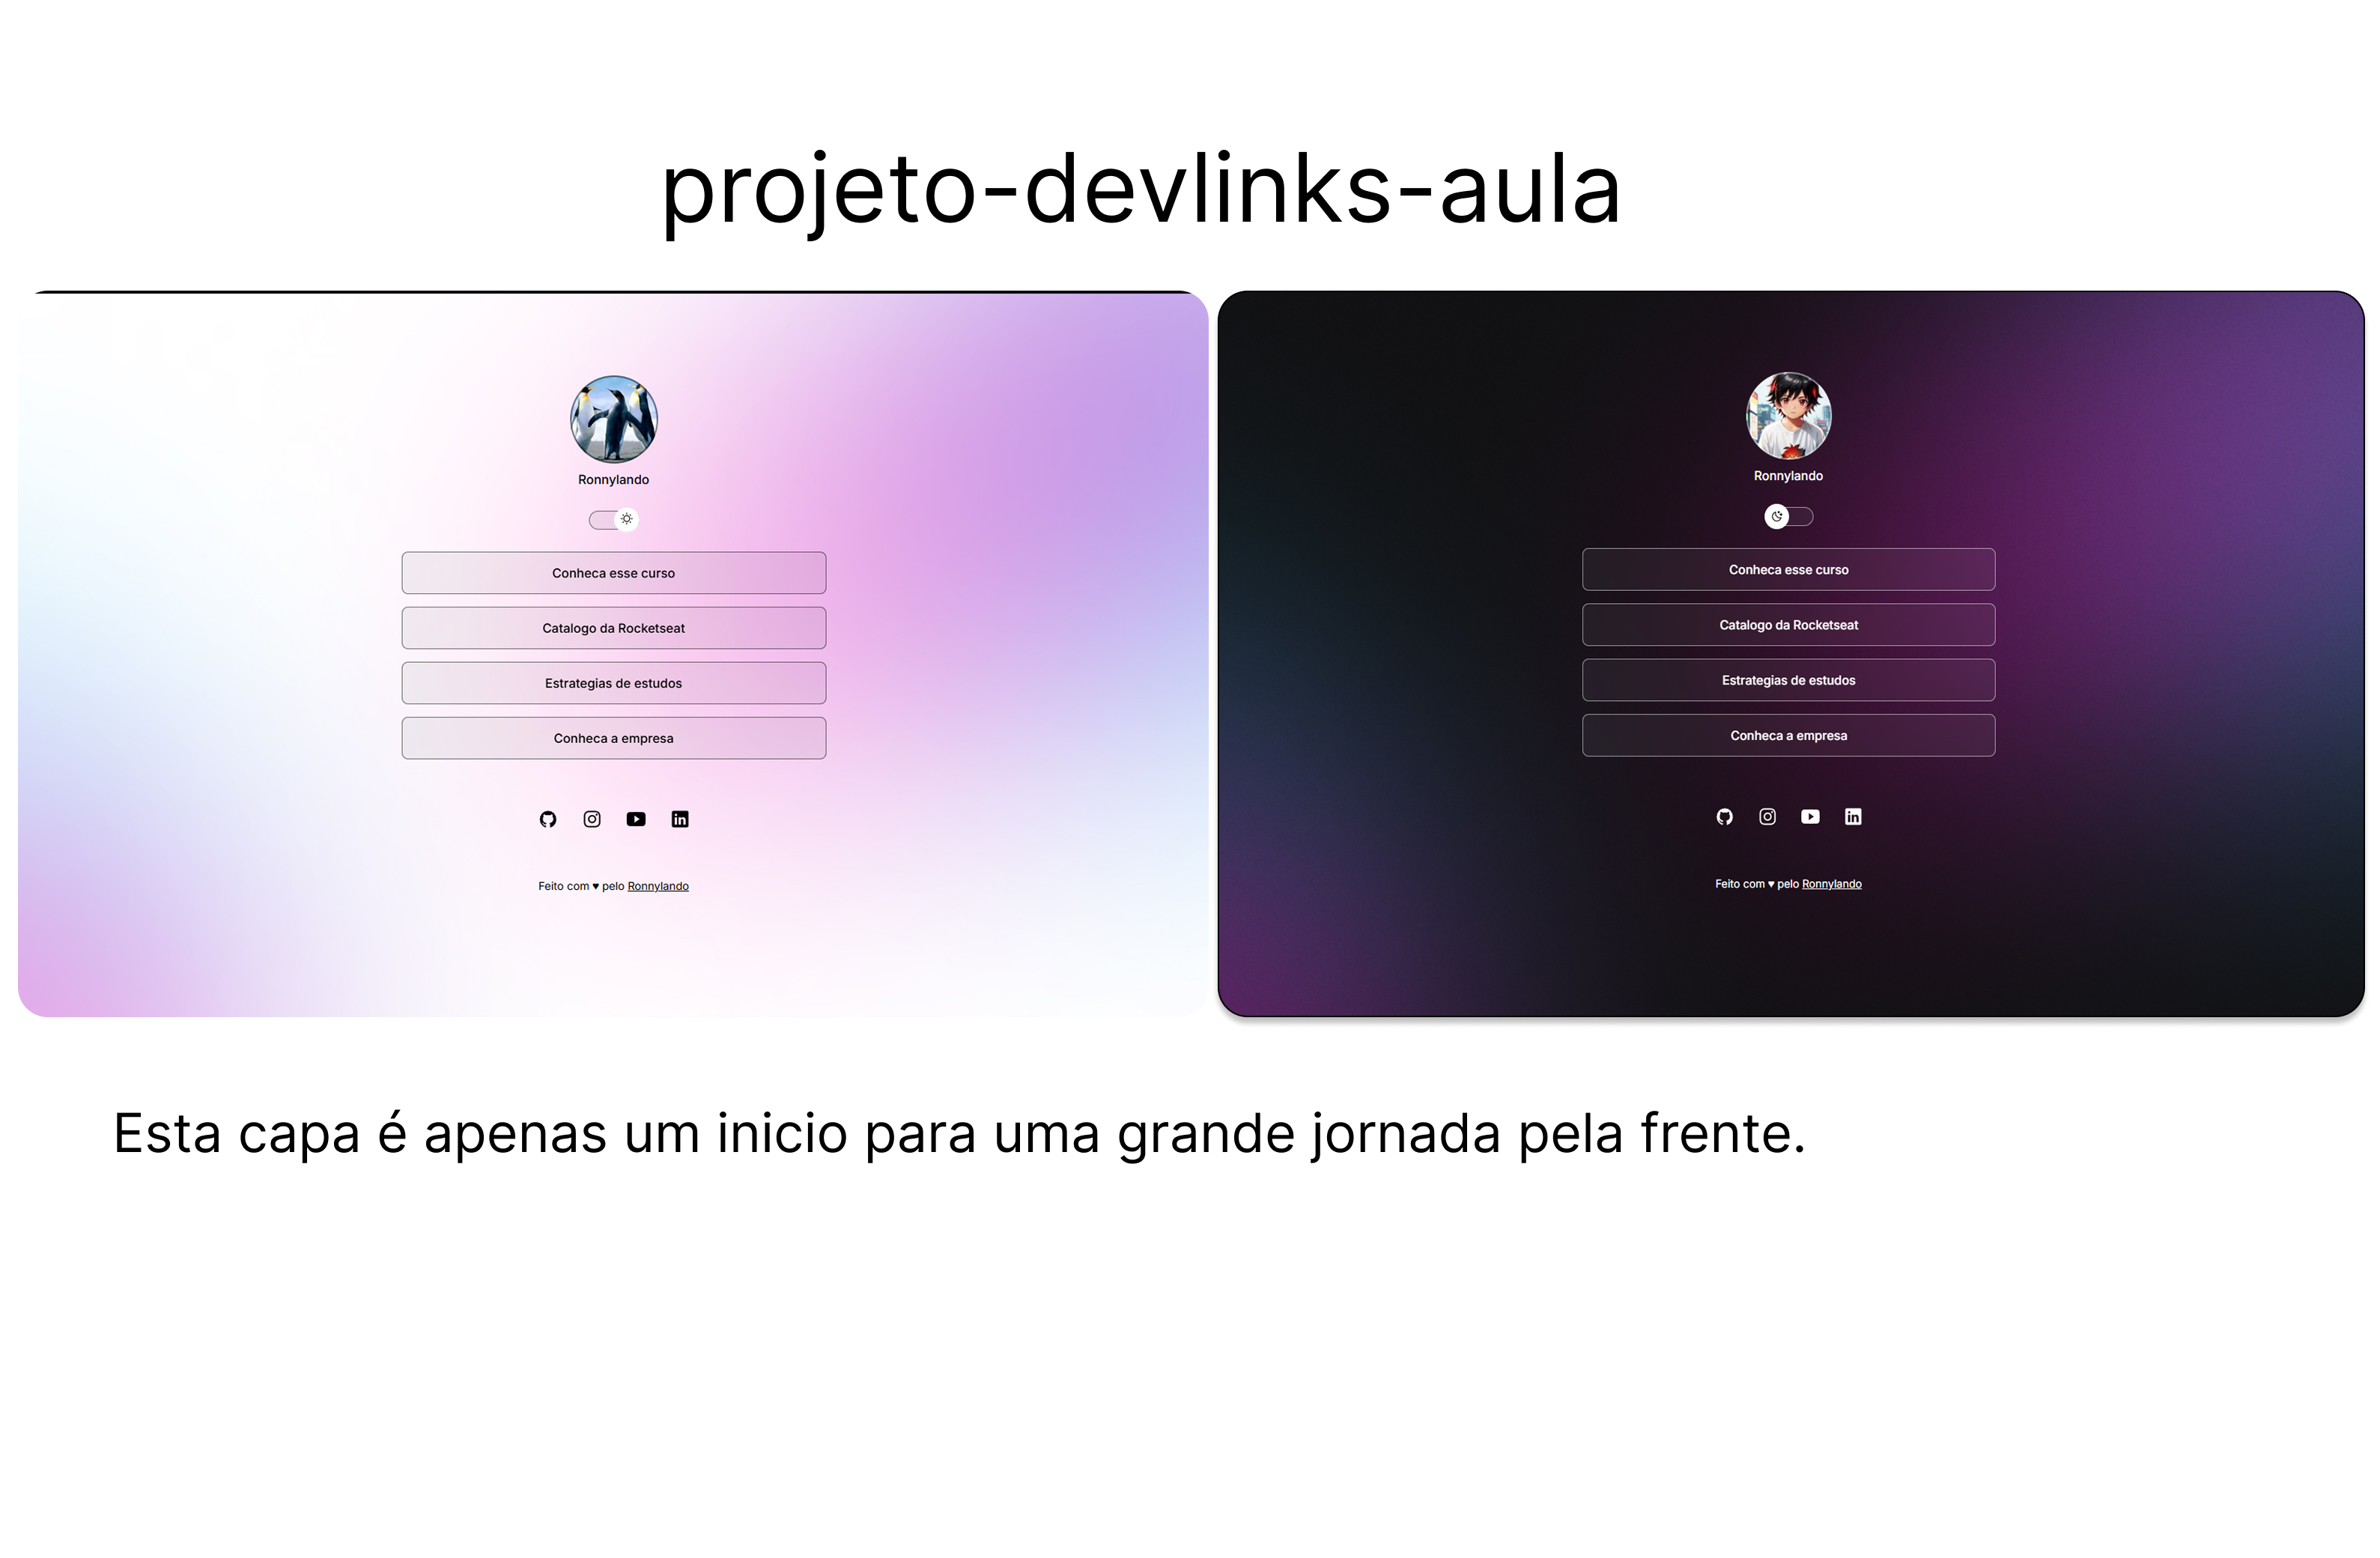 projeto-devlinks-aula
Ronnylando
Conheca esse curso
Catalogo da Rocketseat
Estrategias de estudos
Conheca a empresa
in
Feito com ♥ pelo Ronnylando
Ronnylando
Conheca esse curso
Catalogo da Rocketseat
Estrategias de estudos
Conheca a empresa
in
Feito com ♥ pelo Ronnylando
Esta capa é apenas um inicio para uma grande jornada pela frente.